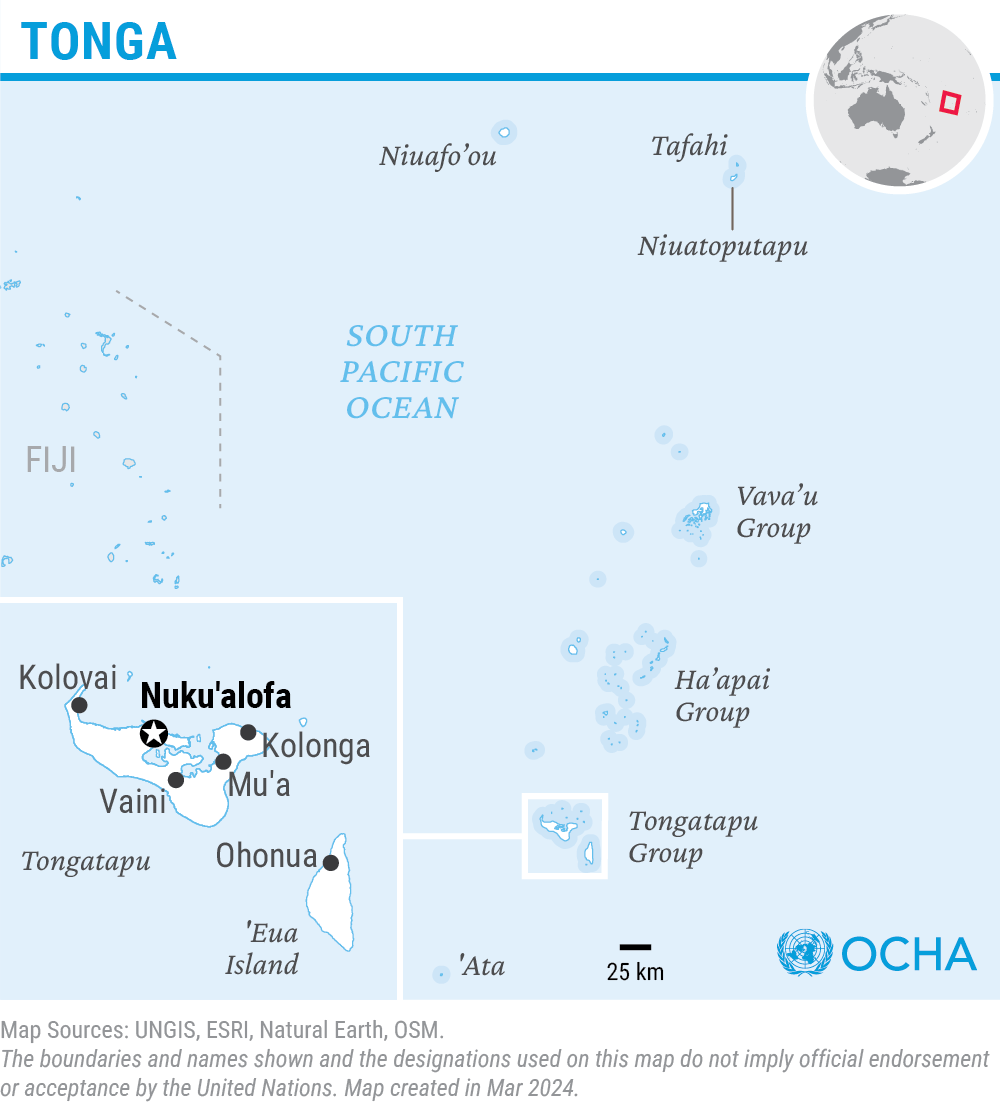 TONGA
Niuafo’ou
Tafahi
Niuatoputapu
SOUTH
PACIFIC
OCEAN
FIJI
Vava’u
Group
Ha’apai
Group
Kolovai
Nuku'alofa
Kolonga
Mu'a
Vaini
Tongatapu
Ohonua
'Eua
Island
Tongatapu
Group
'Ata
25 km
OCHA
Map Sources: UNGIS, ESRI, Natural Earth, OSM.
The boundaries and names shown and the designations used on this map do not imply official endorsement
or acceptance by the United Nations. Map created in Mar 2024.